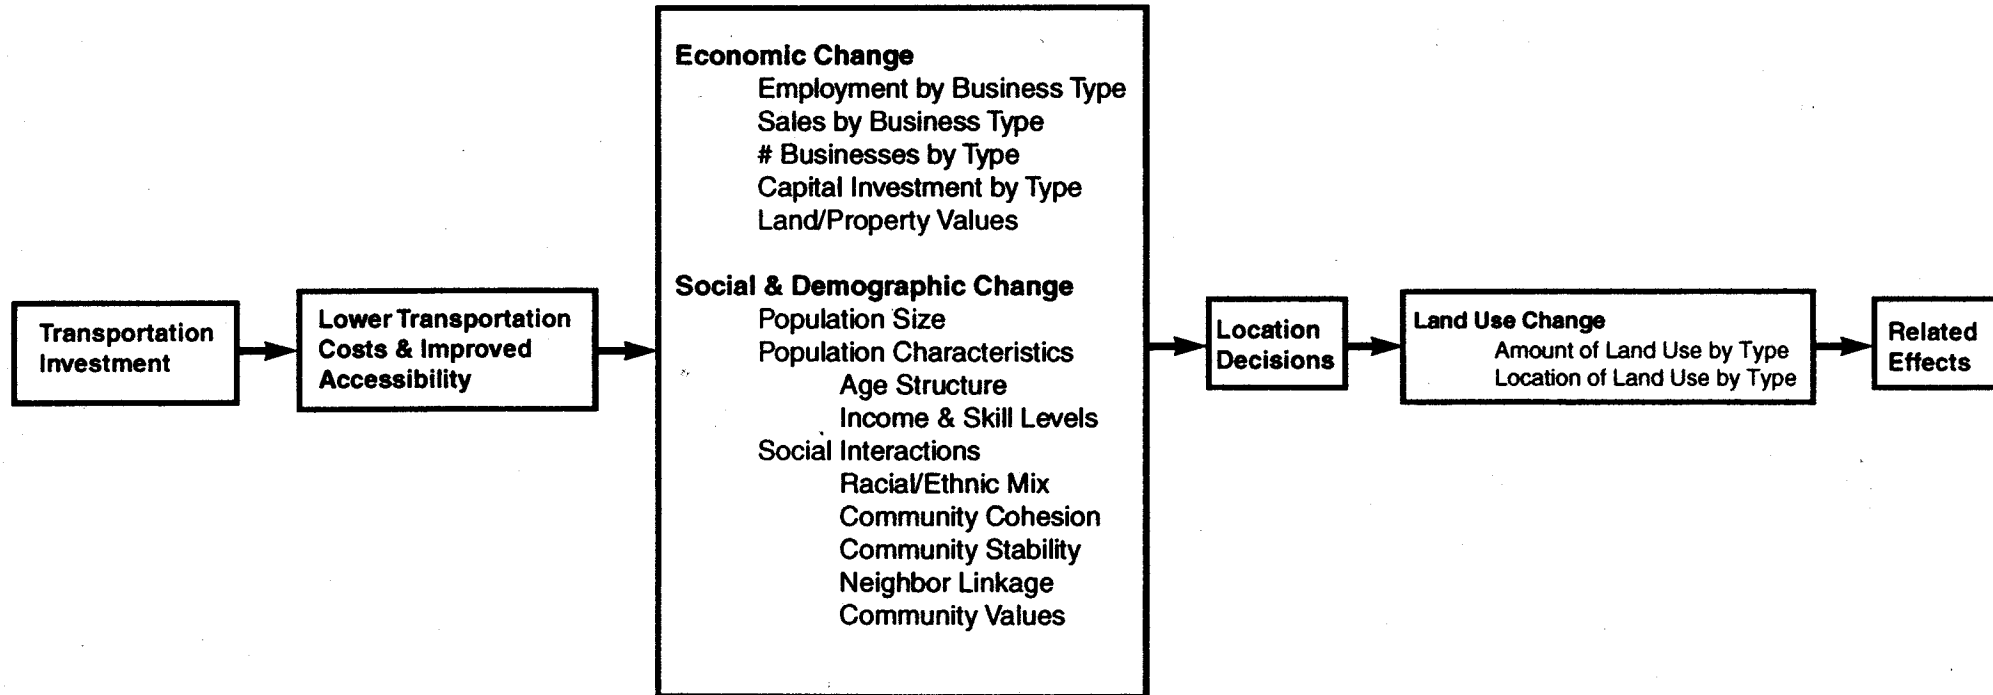 Transportation
Investment
Lower Transportation
Costs & Improved
Accessibility
Economic Change
Employment by Business Type
Sales by Business Type
# Businesses by Type
Capital Investment by Type
Land/Property Values
Social & Demographic Change
Population Size
Population Characteristics
Age Structure
Income & Skill Levels
Social Interactions
Racial/Ethnic Mix
Community Cohesion
Community Stability
Neighbor Linkage
Community Values
Location
Decisions
Land Use Change
Amount of Land Use by Type
Location of Land Use by Type
Related
Effects